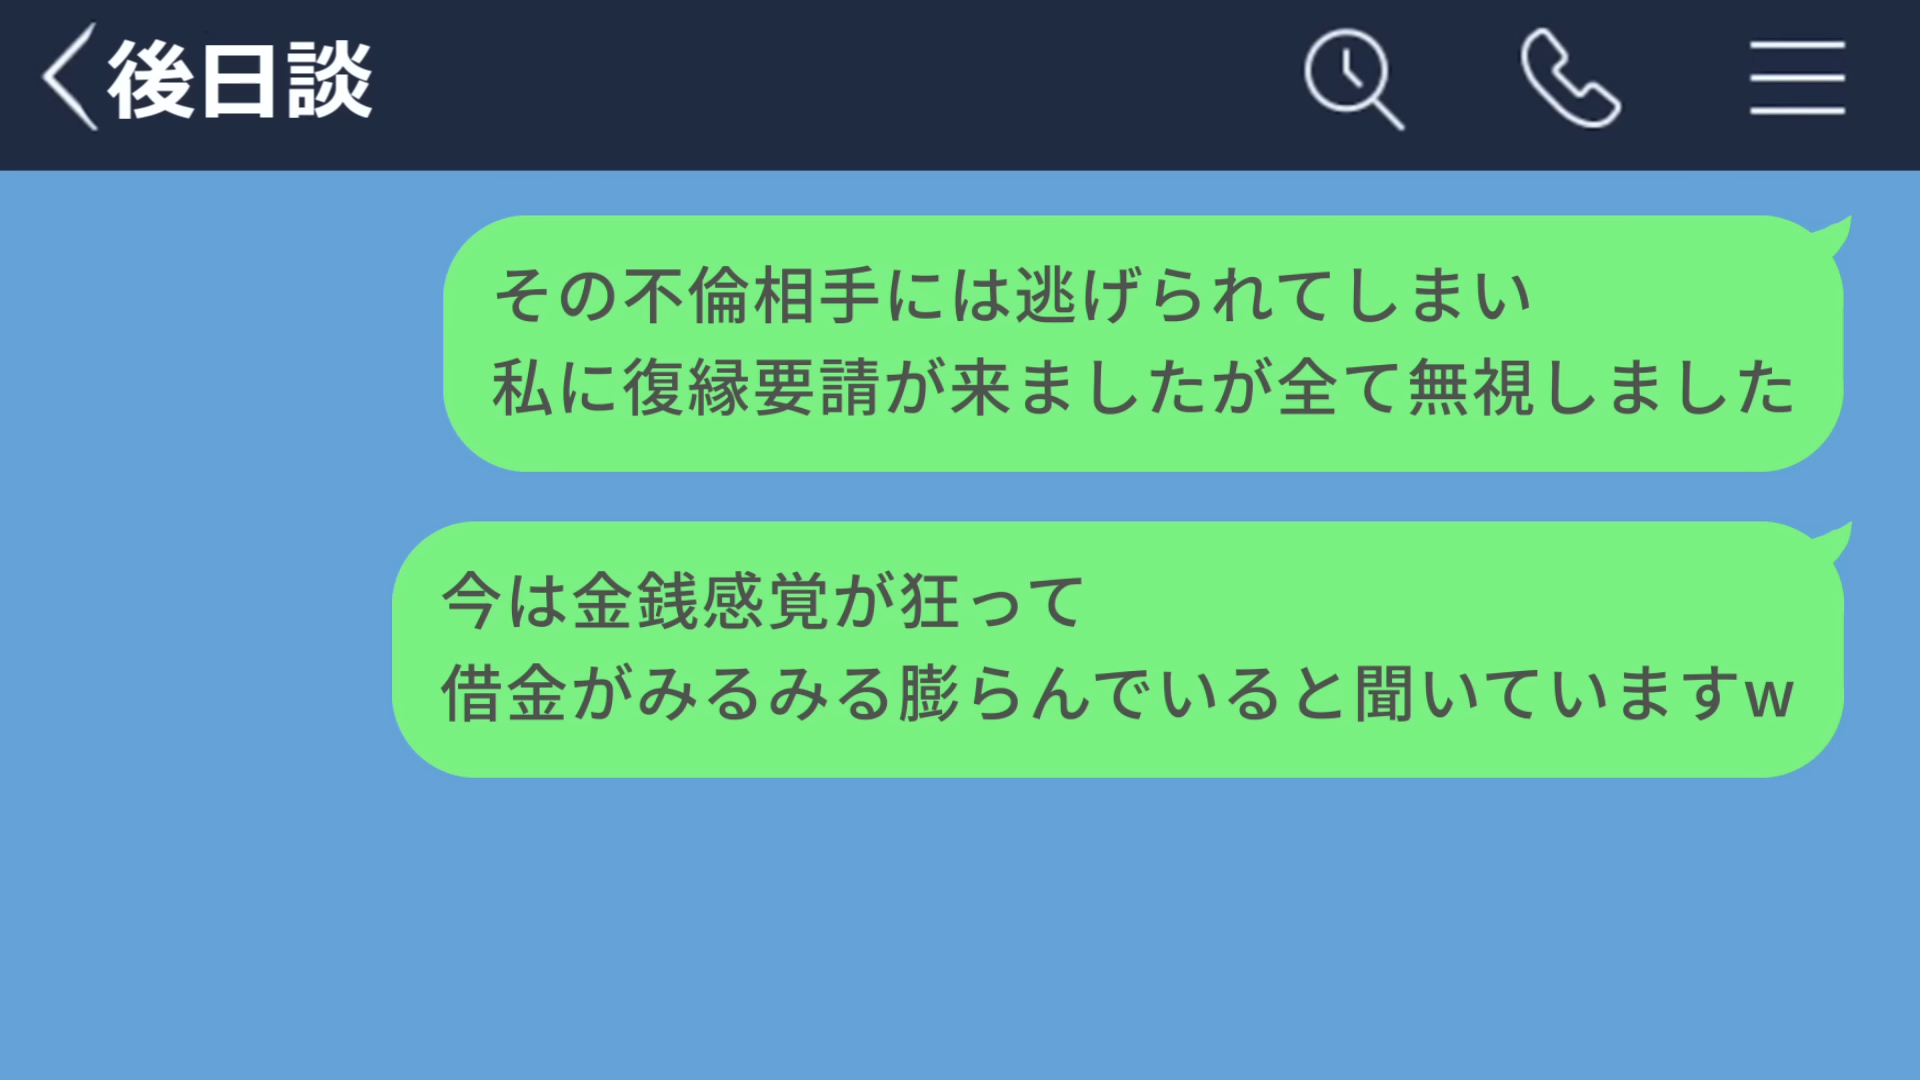 後日談
その不倫相手には逃げられてしまい
私に復縁要請が来ましたが全て無視しました
今は金銭感覚が狂って
借金がみるみる膨らんでいると聞いていますw